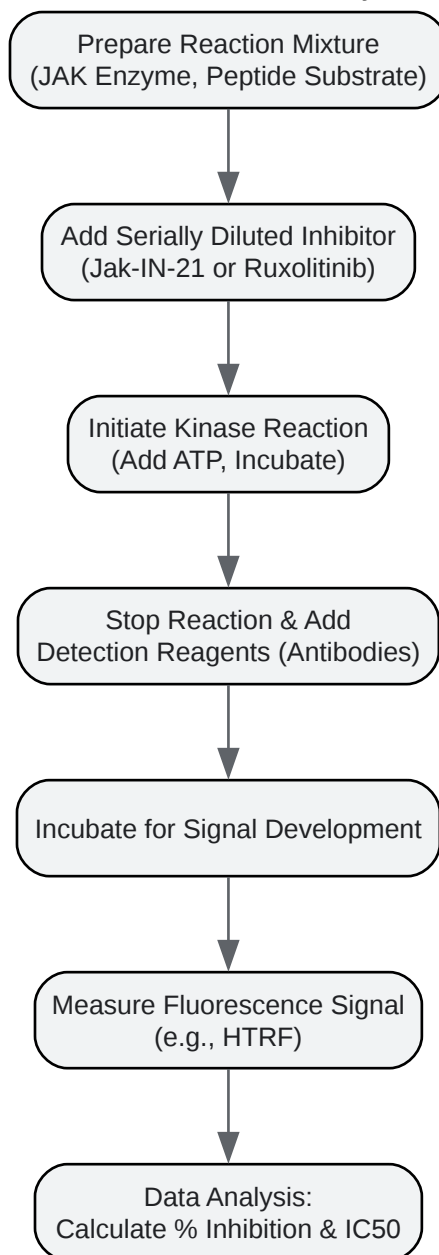 Prepare Reaction Mixture
(JAK Enzyme, Peptide Substrate)
Add Serially Diluted Inhibitor
(Jak-IN-21 or Ruxolitinib)
Initiate Kinase Reaction
(Add ATP, Incubate)
Stop Reaction & Add
Detection Reagents (Antibodies)
Incubate for Signal Development
Measure Fluorescence Signal
(e.g., HTRF)
Data Analysis:
Calculate % Inhibition & IC50